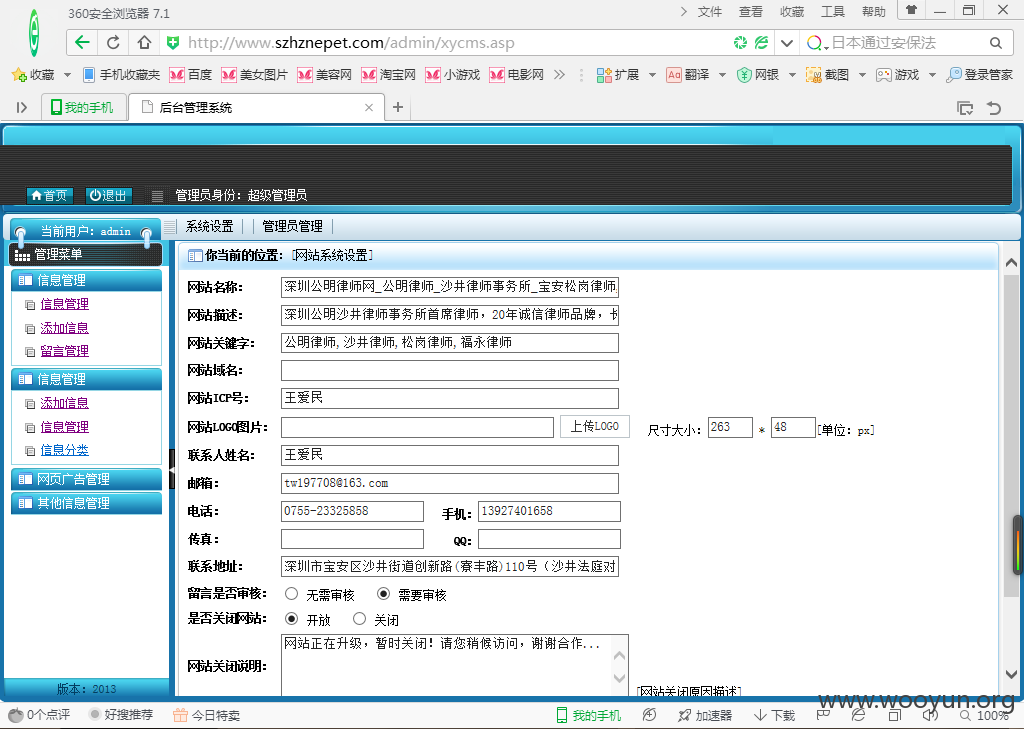 360安全浏览器 7.1
文件 查看 收藏 工具 帮助
http://www.szhznepet.com/admin/xycms.asp
日本通过安保法
收藏 手机收藏夹 百度 美女图片 美容网 淘宝网 小游戏 电影网 扩展 翻译 网银 截图 游戏 登录管家
我的手机 后台管理系统
首页 退出 管理员身份: 超级管理员
当前用户: admin
系统设置 管理员管理
管理菜单
你当前的位置: [网站系统设置]
信息管理
信息管理
添加信息
留言管理
信息管理
添加信息
信息管理
信息分类
网页广告管理
其他信息管理
版本: 2013
网站名称: 深圳公明律师网_公明律师_沙井律师事务所_宝安松岗律师,
网站描述: 深圳公明沙井律师事务所首席律师，20年诚信律师品牌，
网站关键字: 公明律师,沙井律师,松岗律师,福永律师
网站域名:
网站ICP号: 王爱民
网站LOGO图片: 上传LOGO 尺寸大小: 263 * 48 [单位: px]
联系人姓名: 王爱民
邮箱: tw197708@163.com
电话: 0755-23325858 手机: 13927401658
传真: QQ:
联系地址: 深圳市宝安区沙井街道创新路(寮丰路)110号（沙井法庭对
留言是否审核: 无需审核 需要审核
是否关闭网站: 开放 关闭
网站关闭说明: 网站正在升级，暂时关闭! 请您稍候访问，谢谢合作...
[网站关闭原因描述]
www.wooyun.org
0个点评 好搜推荐 今日特卖 我的手机 加速器 下载 100%